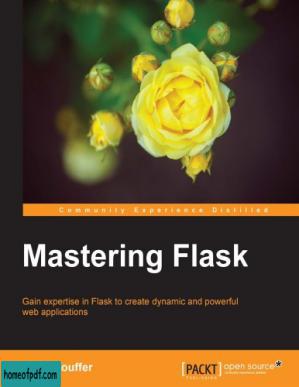 Community Experience Distilled
Mastering Flask
Gain expertise in Flask to create dynamic and powerful
web applications
homeofpdf.com
ouffer
[PACKT] open source*
PUBLISHING